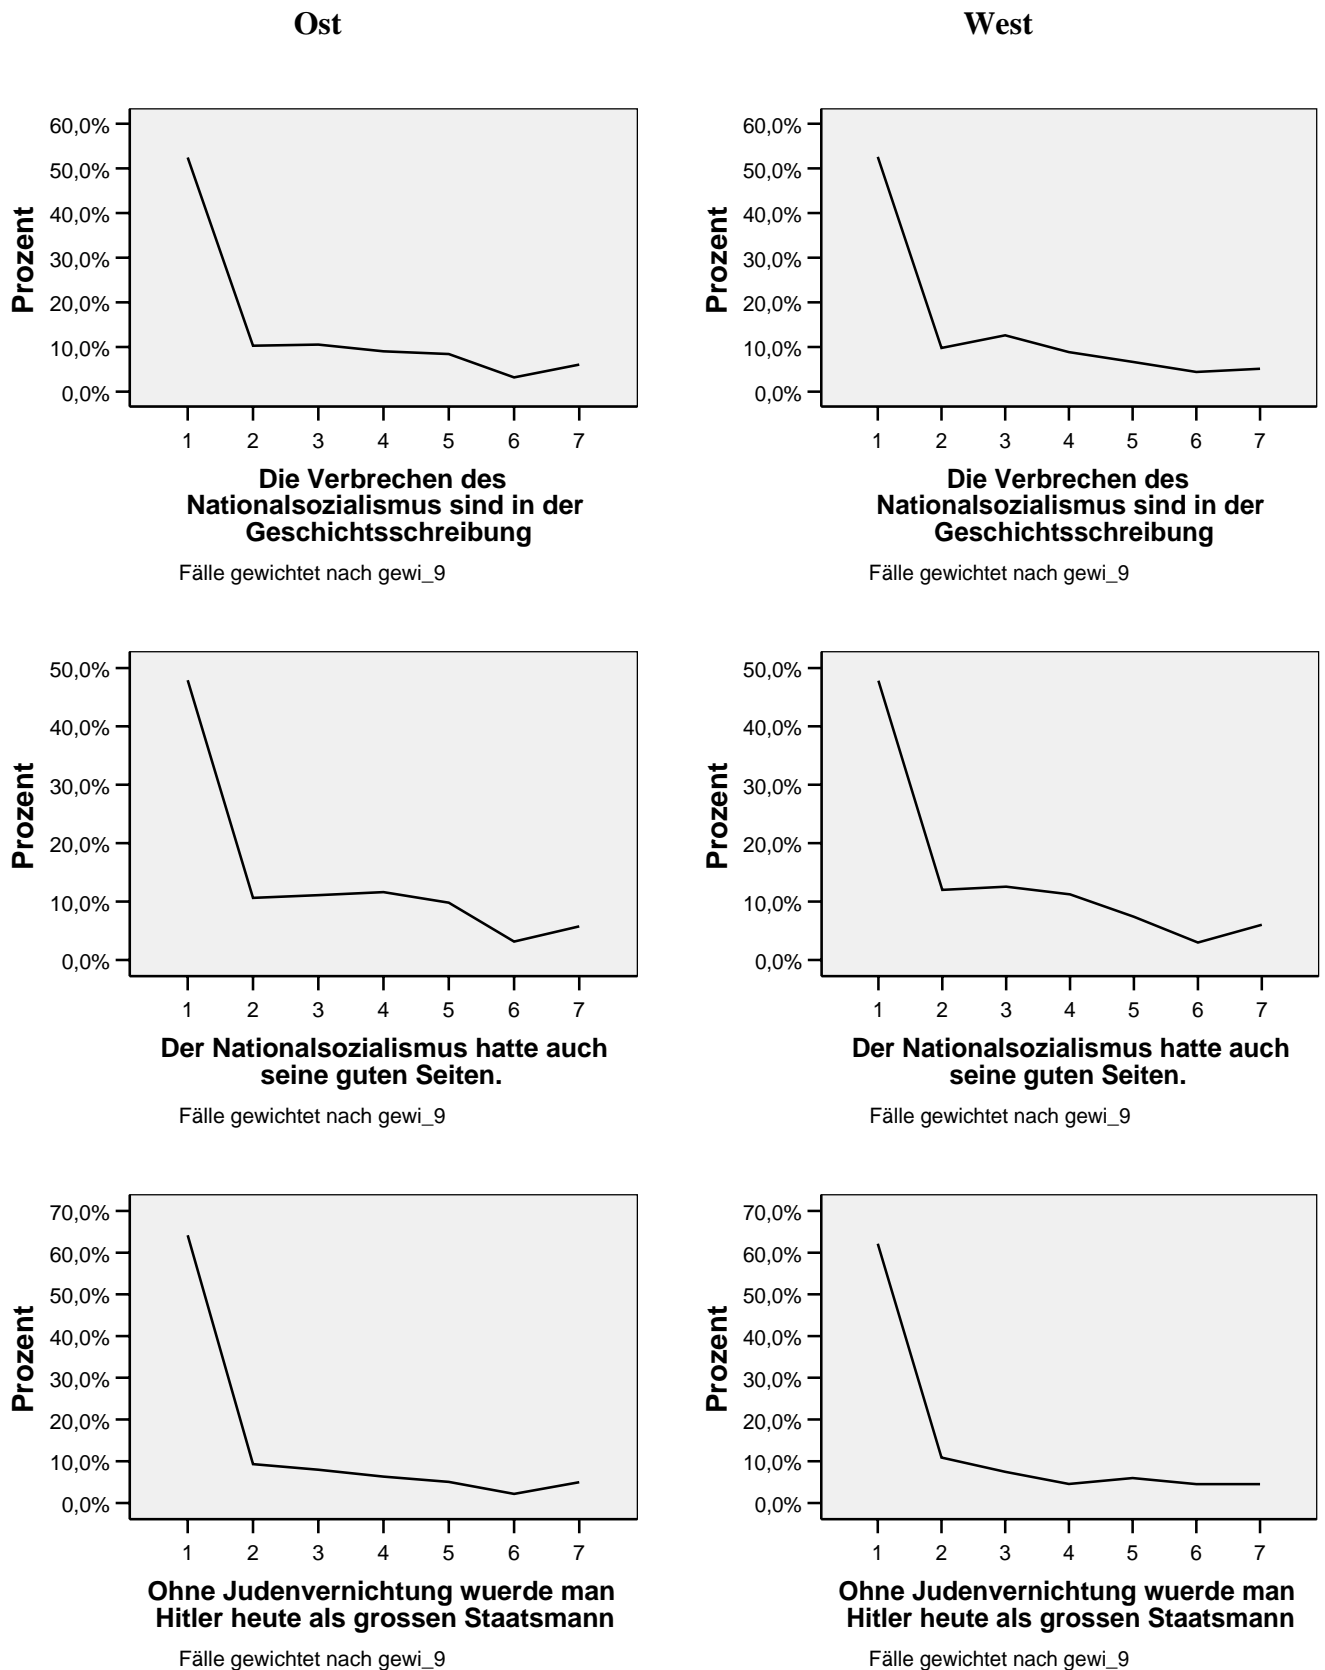 Ost
West
60,0%
50,0%
40,0%
30,0%
20,0%
10,0%
0,0%
Prozent
1 2 3 4 5 6 7
Die Verbrechen des
Nationalsozialismus sind in der
Geschichtsschreibung
Fälle gewichtet nach gewi_9
60,0%
50,0%
40,0%
30,0%
20,0%
10,0%
0,0%
Prozent
1 2 3 4 5 6 7
Die Verbrechen des
Nationalsozialismus sind in der
Geschichtsschreibung
Fälle gewichtet nach gewi_9
50,0%
40,0%
30,0%
20,0%
10,0%
0,0%
Prozent
1 2 3 4 5 6 7
Der Nationalsozialismus hatte auch
seine guten Seiten.
Fälle gewichtet nach gewi_9
50,0%
40,0%
30,0%
20,0%
10,0%
0,0%
Prozent
1 2 3 4 5 6 7
Der Nationalsozialismus hatte auch
seine guten Seiten.
Fälle gewichtet nach gewi_9
70,0%
60,0%
50,0%
40,0%
30,0%
20,0%
10,0%
0,0%
Prozent
1 2 3 4 5 6 7
Ohne Judenvernichtung wuerde man
Hitler heute als grossen Staatsmann
Fälle gewichtet nach gewi_9
70,0%
60,0%
50,0%
40,0%
30,0%
20,0%
10,0%
0,0%
Prozent
1 2 3 4 5 6 7
Ohne Judenvernichtung wuerde man
Hitler heute als grossen Staatsmann
Fälle gewichtet nach gewi_9